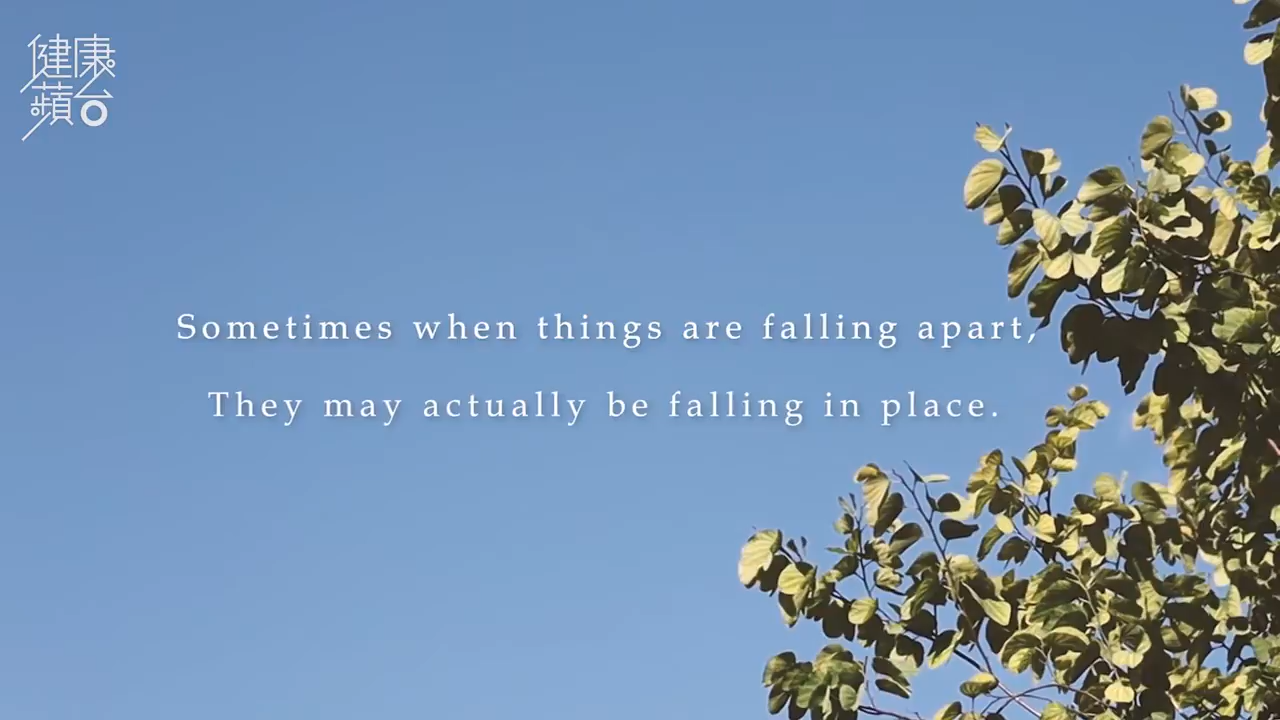 健康
蘋台
Sometimes when things are falling apart,
They may actually be falling in place.